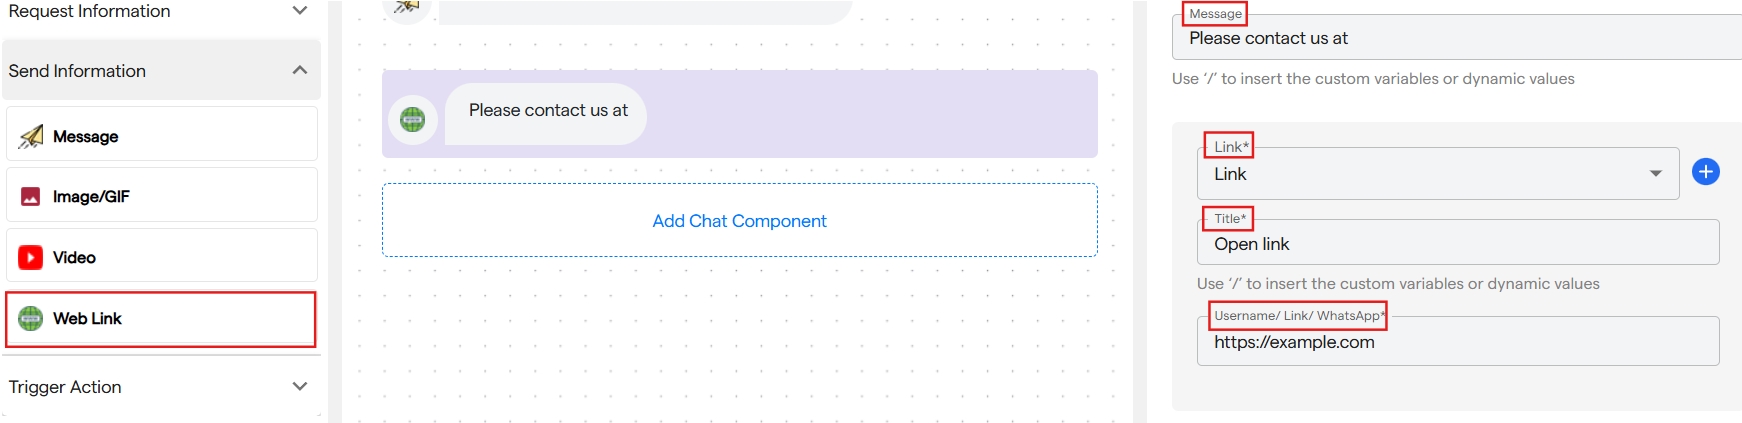 Request Information
Send Information
Message
Image/GIF
Video
Web Link
Trigger Action
Please contact us at
Add Chat Component
Message
Please contact us at
Use ‘/’ to insert the custom variables or dynamic values
Link*
Link
Title*
Open link
Use ‘/’ to insert the custom variables or dynamic values
Username/ Link/ WhatsApp*
https://example.com